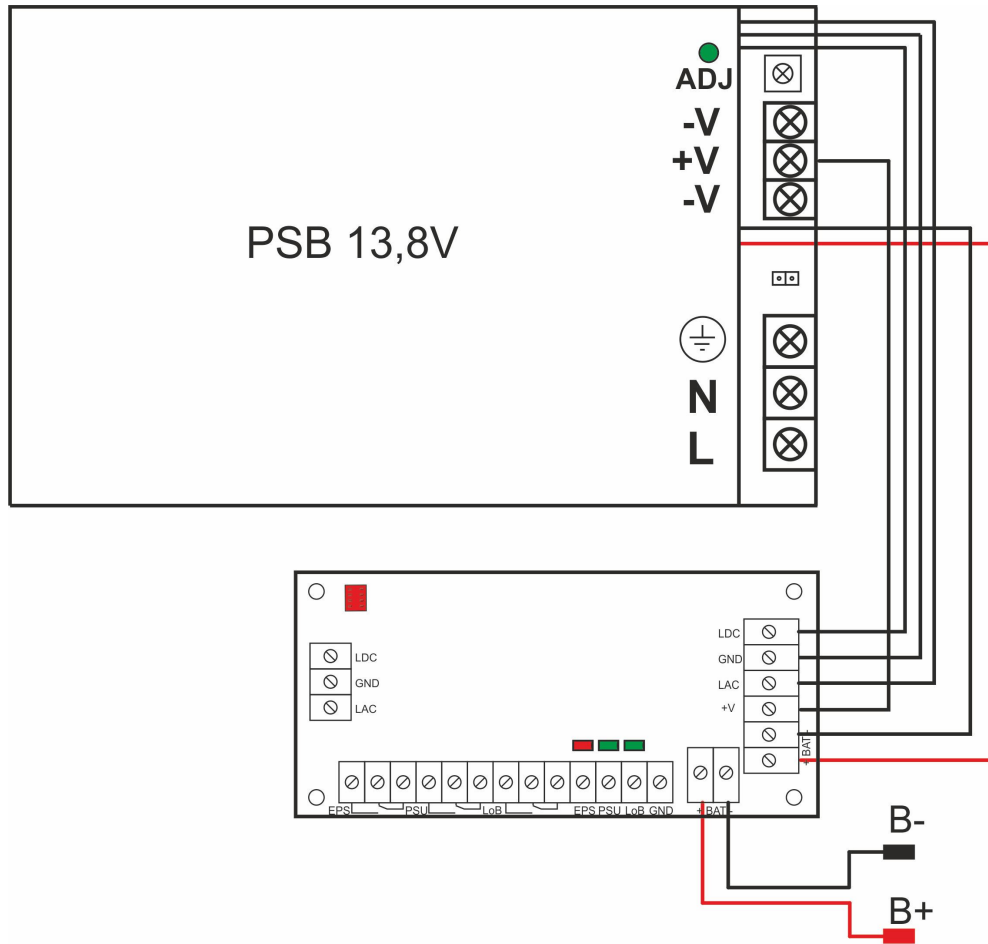 ADJ
-V
+V
-V
PSB 13,8V
N
L
LDC
GND
LAC
+V
+ BAT -
LDC
GND
LAC
EPS PSU LoB EPS PSU LoB GND + BAT -
B-
B+